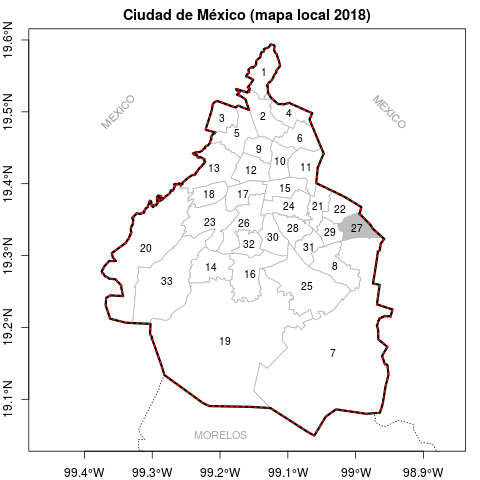 Ciudad de México (mapa local 2018)
19.6°N
19.5°N
19.4°N
19.3°N
19.2°N
19.1°N
MEXICO
MEXICO
1
2
3
4
5
6
9
10
11
12
13
15
17
18
24
21
22
23
26
28
29
27
30
32
31
20
14
16
8
33
25
19
7
MORELOS
99.4°W
99.3°W
99.2°W
99.1°W
99°W
98.9°W